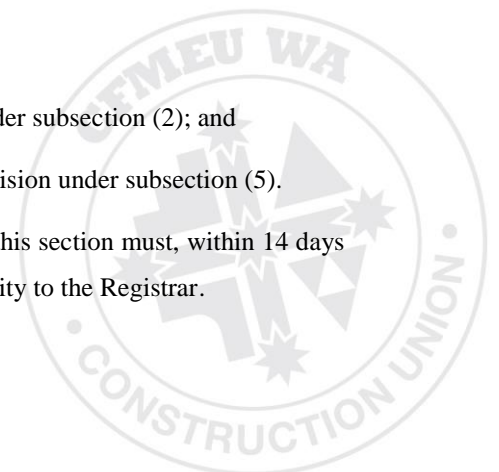 der subsection (2); and
ision under subsection (5).
his section must, within 14 days
ity to the Registrar.
CFMEU WA
CONSTRUCTION UNION